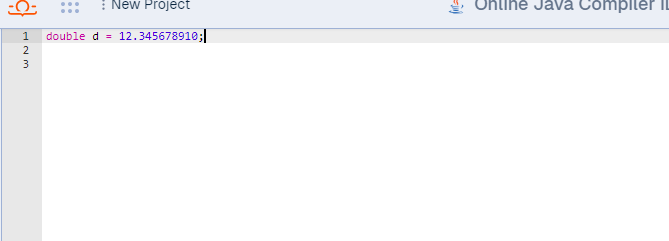 New Project
Online Java Compiler
1 double d = 12.345678910;
2
3